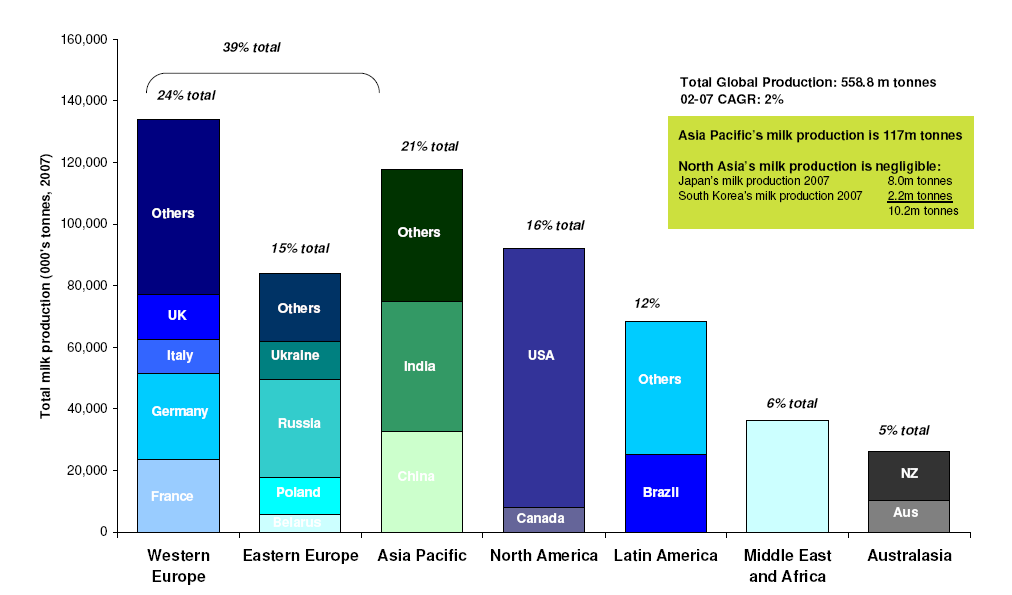 160,000
140,000
120,000
100,000
80,000
60,000
40,000
20,000
0
Total milk production (000's tonnes, 2007)
39% total
24% total
15% total
21% total
16% total
12%
6% total
5% total
Total Global Production: 558.8 m tonnes
02-07 CAGR: 2%
Asia Pacific's milk production is 117m tonnes
North Asia's milk production is negligible:
Japan's milk production 2007 8.0m tonnes
South Korea's milk production 2007 2.2m tonnes
10.2m tonnes
Others
UK
Italy
Germany
France
Others
Ukraine
Russia
Poland
Belarus
Others
India
China
USA
Canada
Others
Brazil
NZ
Aus
Western
Europe
Eastern Europe
Asia Pacific
North America
Latin America
Middle East
and Africa
Australasia